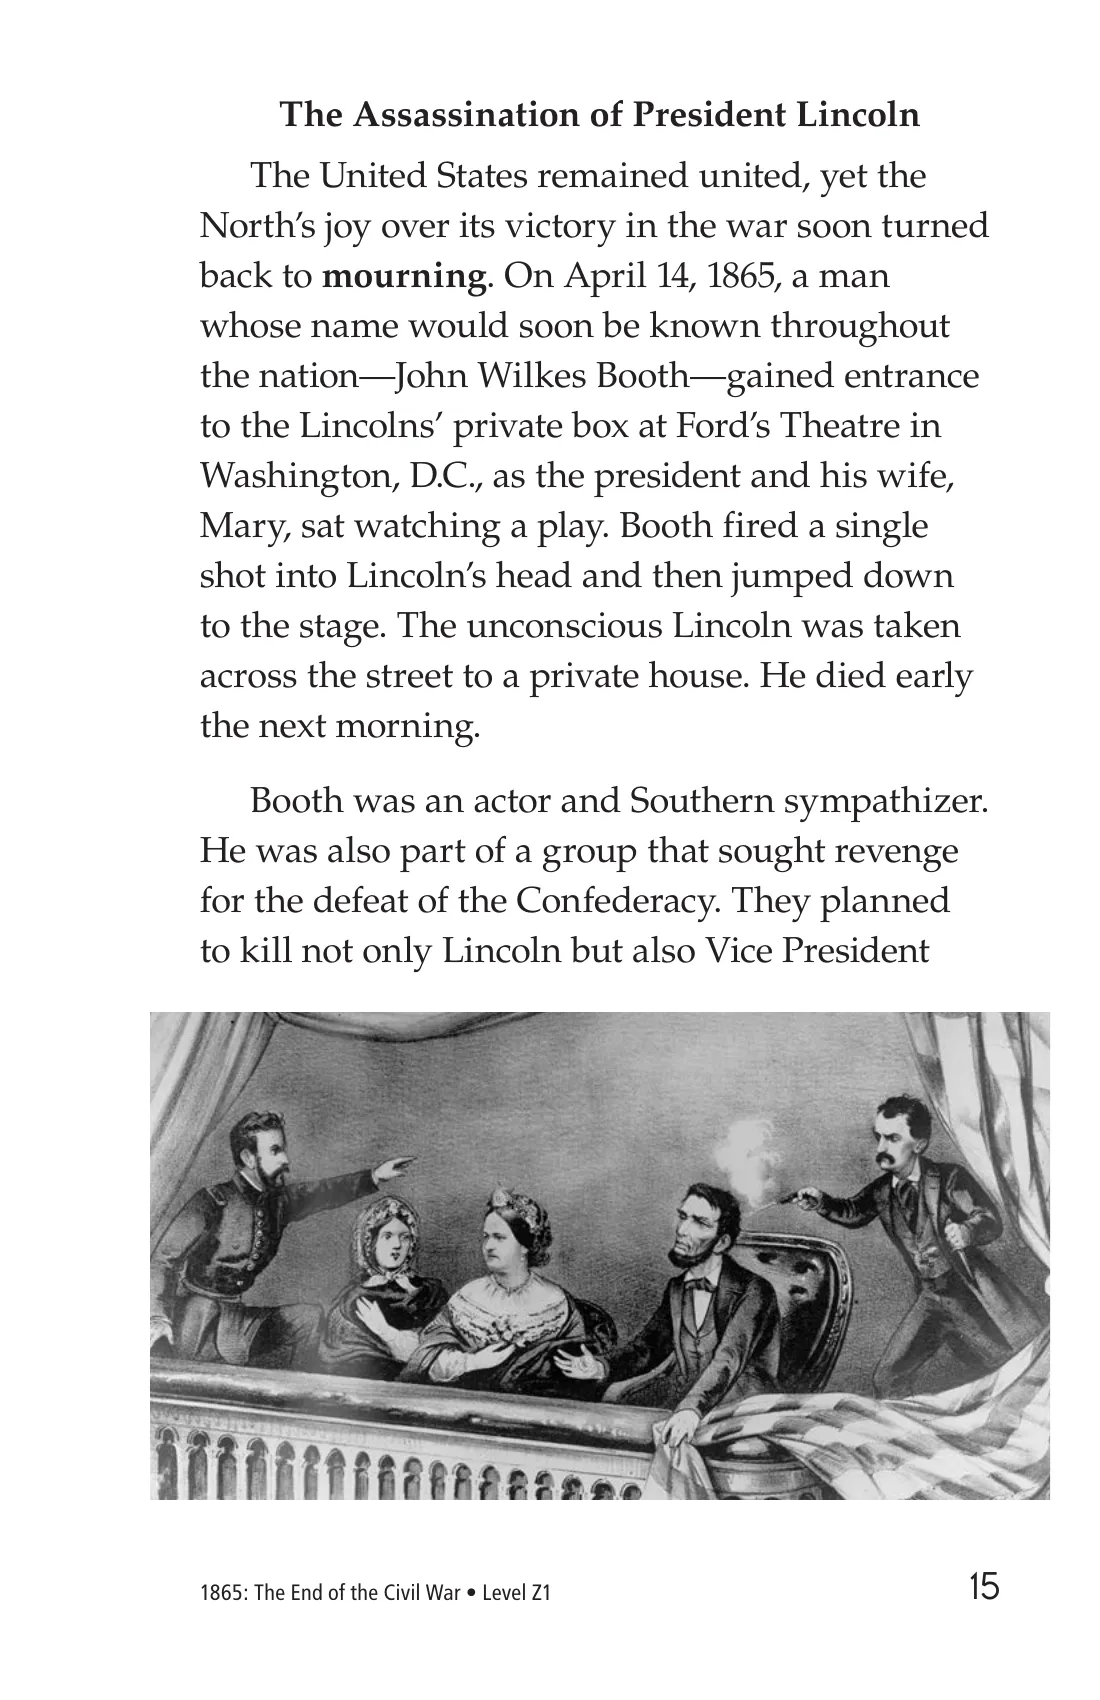 The Assassination of President Lincoln
The United States remained united, yet the
North’s joy over its victory in the war soon turned
back to mourning. On April 14, 1865, a man
whose name would soon be known throughout
the nation—John Wilkes Booth—gained entrance
to the Lincolns’ private box at Ford’s Theatre in
Washington, D.C., as the president and his wife,
Mary, sat watching a play. Booth fired a single
shot into Lincoln’s head and then jumped down
to the stage. The unconscious Lincoln was taken
across the street to a private house. He died early
the next morning.
Booth was an actor and Southern sympathizer.
He was also part of a group that sought revenge
for the defeat of the Confederacy. They planned
to kill not only Lincoln but also Vice President
1865: The End of the Civil War • Level Z1
15